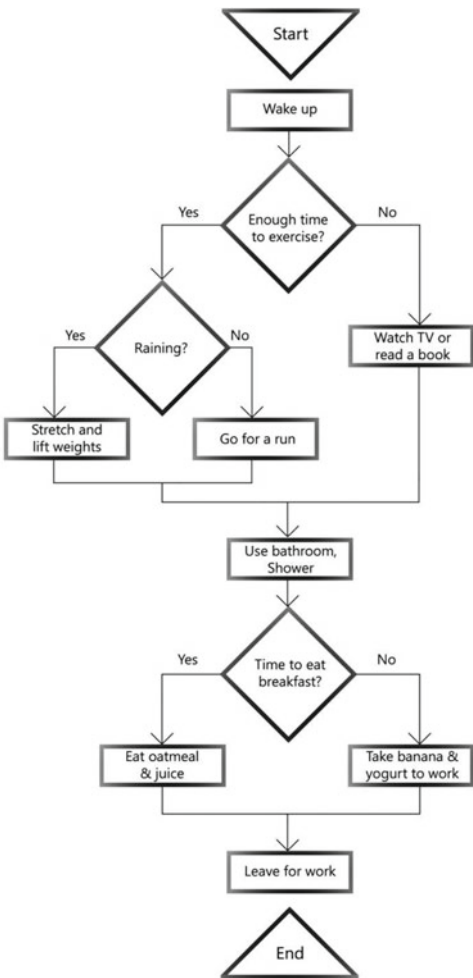 Start
Wake up
Enough time
to exercise?
Yes
No
Raining?
Yes
No
Watch TV or
read a book
Stretch and
lift weights
Go for a run
Use bathroom,
Shower
Time to eat
breakfast?
Yes
No
Eat oatmeal
& juice
Take banana &
yogurt to work
Leave for work
End